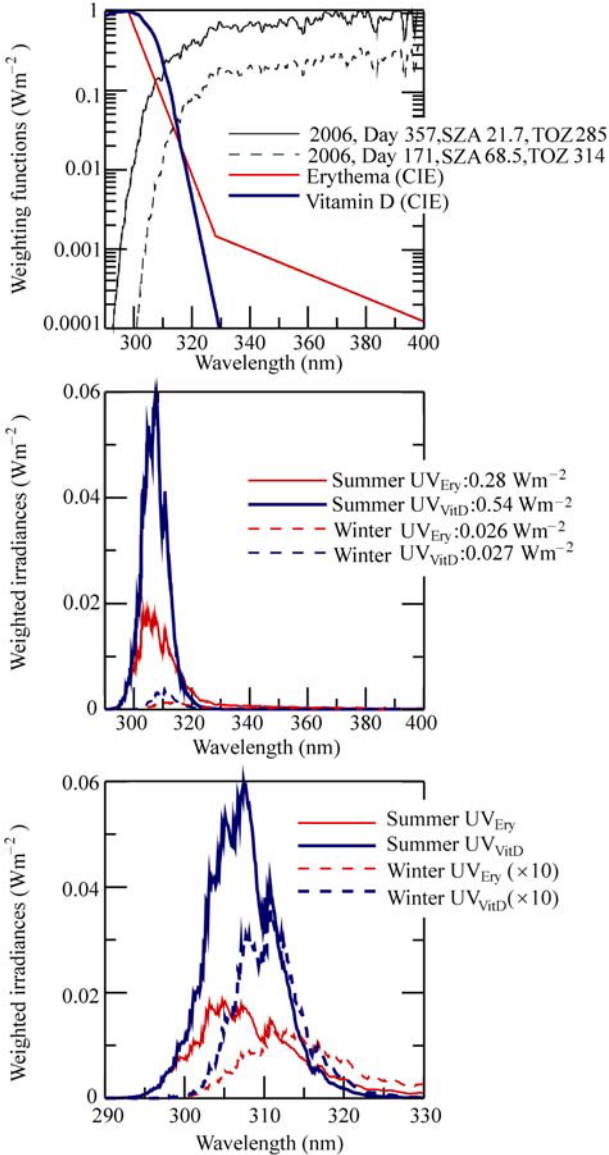 1
0.1
0.01
0.001
0.0001
Weighting functions (Wm⁻²)
2006, Day 357,SZA 21.7,TOZ 285
2006, Day 171,SZA 68.5,TOZ 314
Erythema (CIE)
Vitamin D (CIE)
300 320 340 360 380 400
Wavelength (nm)
0.06
0.04
0.02
0
Weighted irradiances (Wm⁻²)
Summer UV_Ery:0.28 Wm⁻²
Summer UV_VitD:0.54 Wm⁻²
Winter UV_Ery:0.026 Wm⁻²
Winter UV_VitD:0.027 Wm⁻²
300 320 340 360 380 400
Wavelength (nm)
0.06
0.04
0.02
0
Weighted irradiances (Wm⁻²)
Summer UV_Ery
Summer UV_VitD
Winter UV_Ery (×10)
Winter UV_VitD(×10)
290 300 310 320 330
Wavelength (nm)